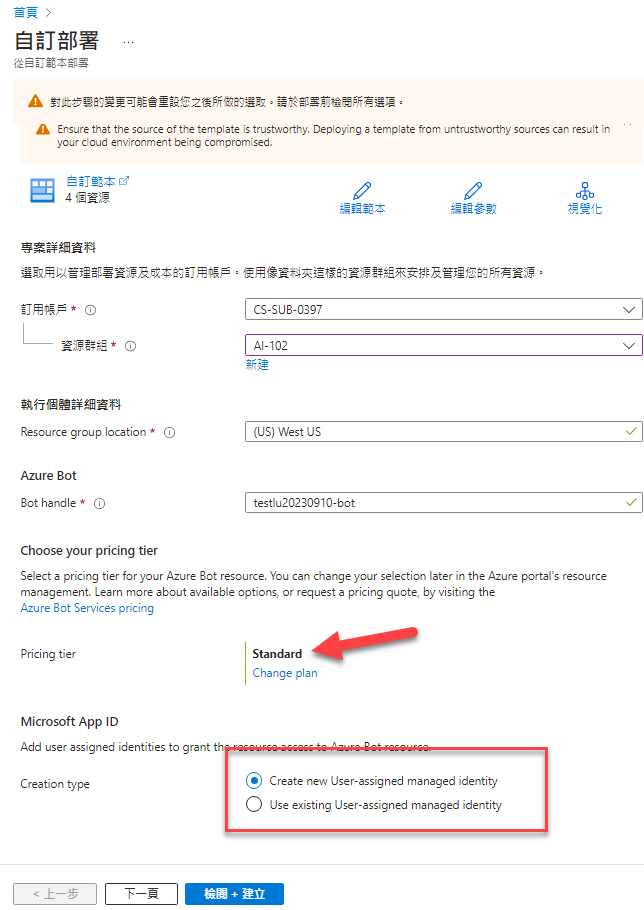 首頁 >
自訂部署 ...
從自訂範本部署
對此步驟的變更可能會重設您之後所做的選取。請於部署前檢閱所有選項。
Ensure that the source of the template is trustworthy. Deploying a template from untrustworthy sources can result in
your cloud environment being compromised.
自訂範本
4 個資源
編輯範本
編輯參數
視覺化
專案詳細資料
選取用以管理部署資源及成本的訂用帳戶。使用像資料夾這樣的資源群組來安排及管理您的所有資源。
訂用帳戶 * CS-SUB-0397
資源群組 * AI-102
新建
執行個體詳細資料
Resource group location * (US) West US
Azure Bot
Bot handle * testlu20230910-bot
Choose your pricing tier
Select a pricing tier for your Azure Bot resource. You can change your selection later in the Azure portal's resource
management. Learn more about available options, or request a pricing quote, by visiting the
Azure Bot Services pricing
Pricing tier Standard
Change plan
Microsoft App ID
Add user assigned identities to grant the resource access to Azure Bot resource.
Creation type
Create new User-assigned managed identity
Use existing User-assigned managed identity
< 上一步
下一頁
檢閱 + 建立